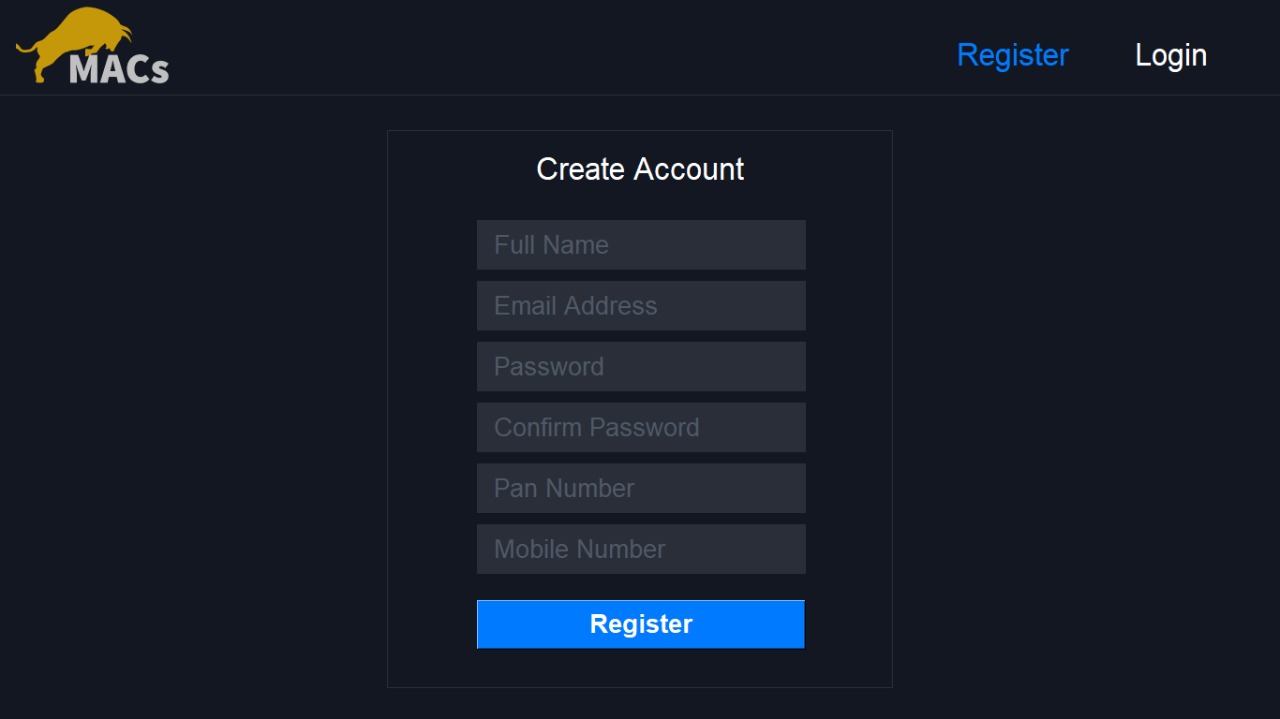 MACs
Register
Login
Create Account
Full Name
Email Address
Password
Confirm Password
Pan Number
Mobile Number
Register